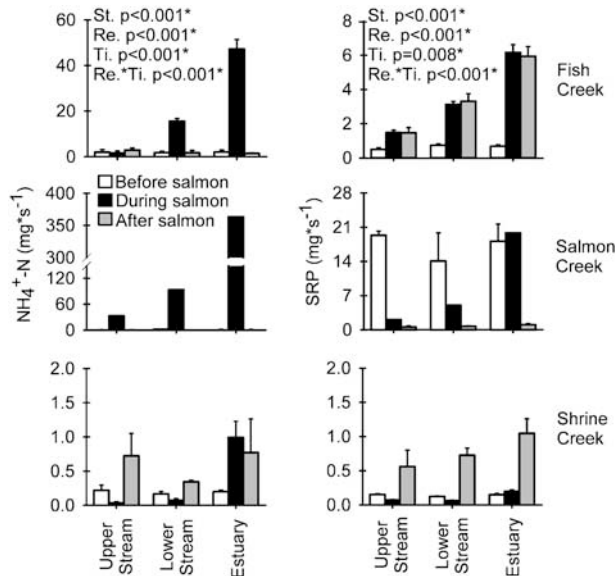 St. p<0.001*
Re. p<0.001*
Ti. p<0.001*
Re.*Ti. p<0.001*
60
40
20
0
St. p<0.001*
Re. p<0.001*
Ti. p=0.008*
Re.*Ti. p<0.001*
8
6
4
2
0
Fish
Creek
NH4+-N (mg*s-1)
Before salmon
During salmon
After salmon
400
350
300
120
60
0
SRP (mg*s-1)
28
21
14
7
0
Salmon
Creek
2.0
1.5
1.0
0.5
0.0
2.0
1.5
1.0
0.5
0.0
Shrine
Creek
Upper
Stream
Lower
Stream
Estuary
Upper
Stream
Lower
Stream
Estuary